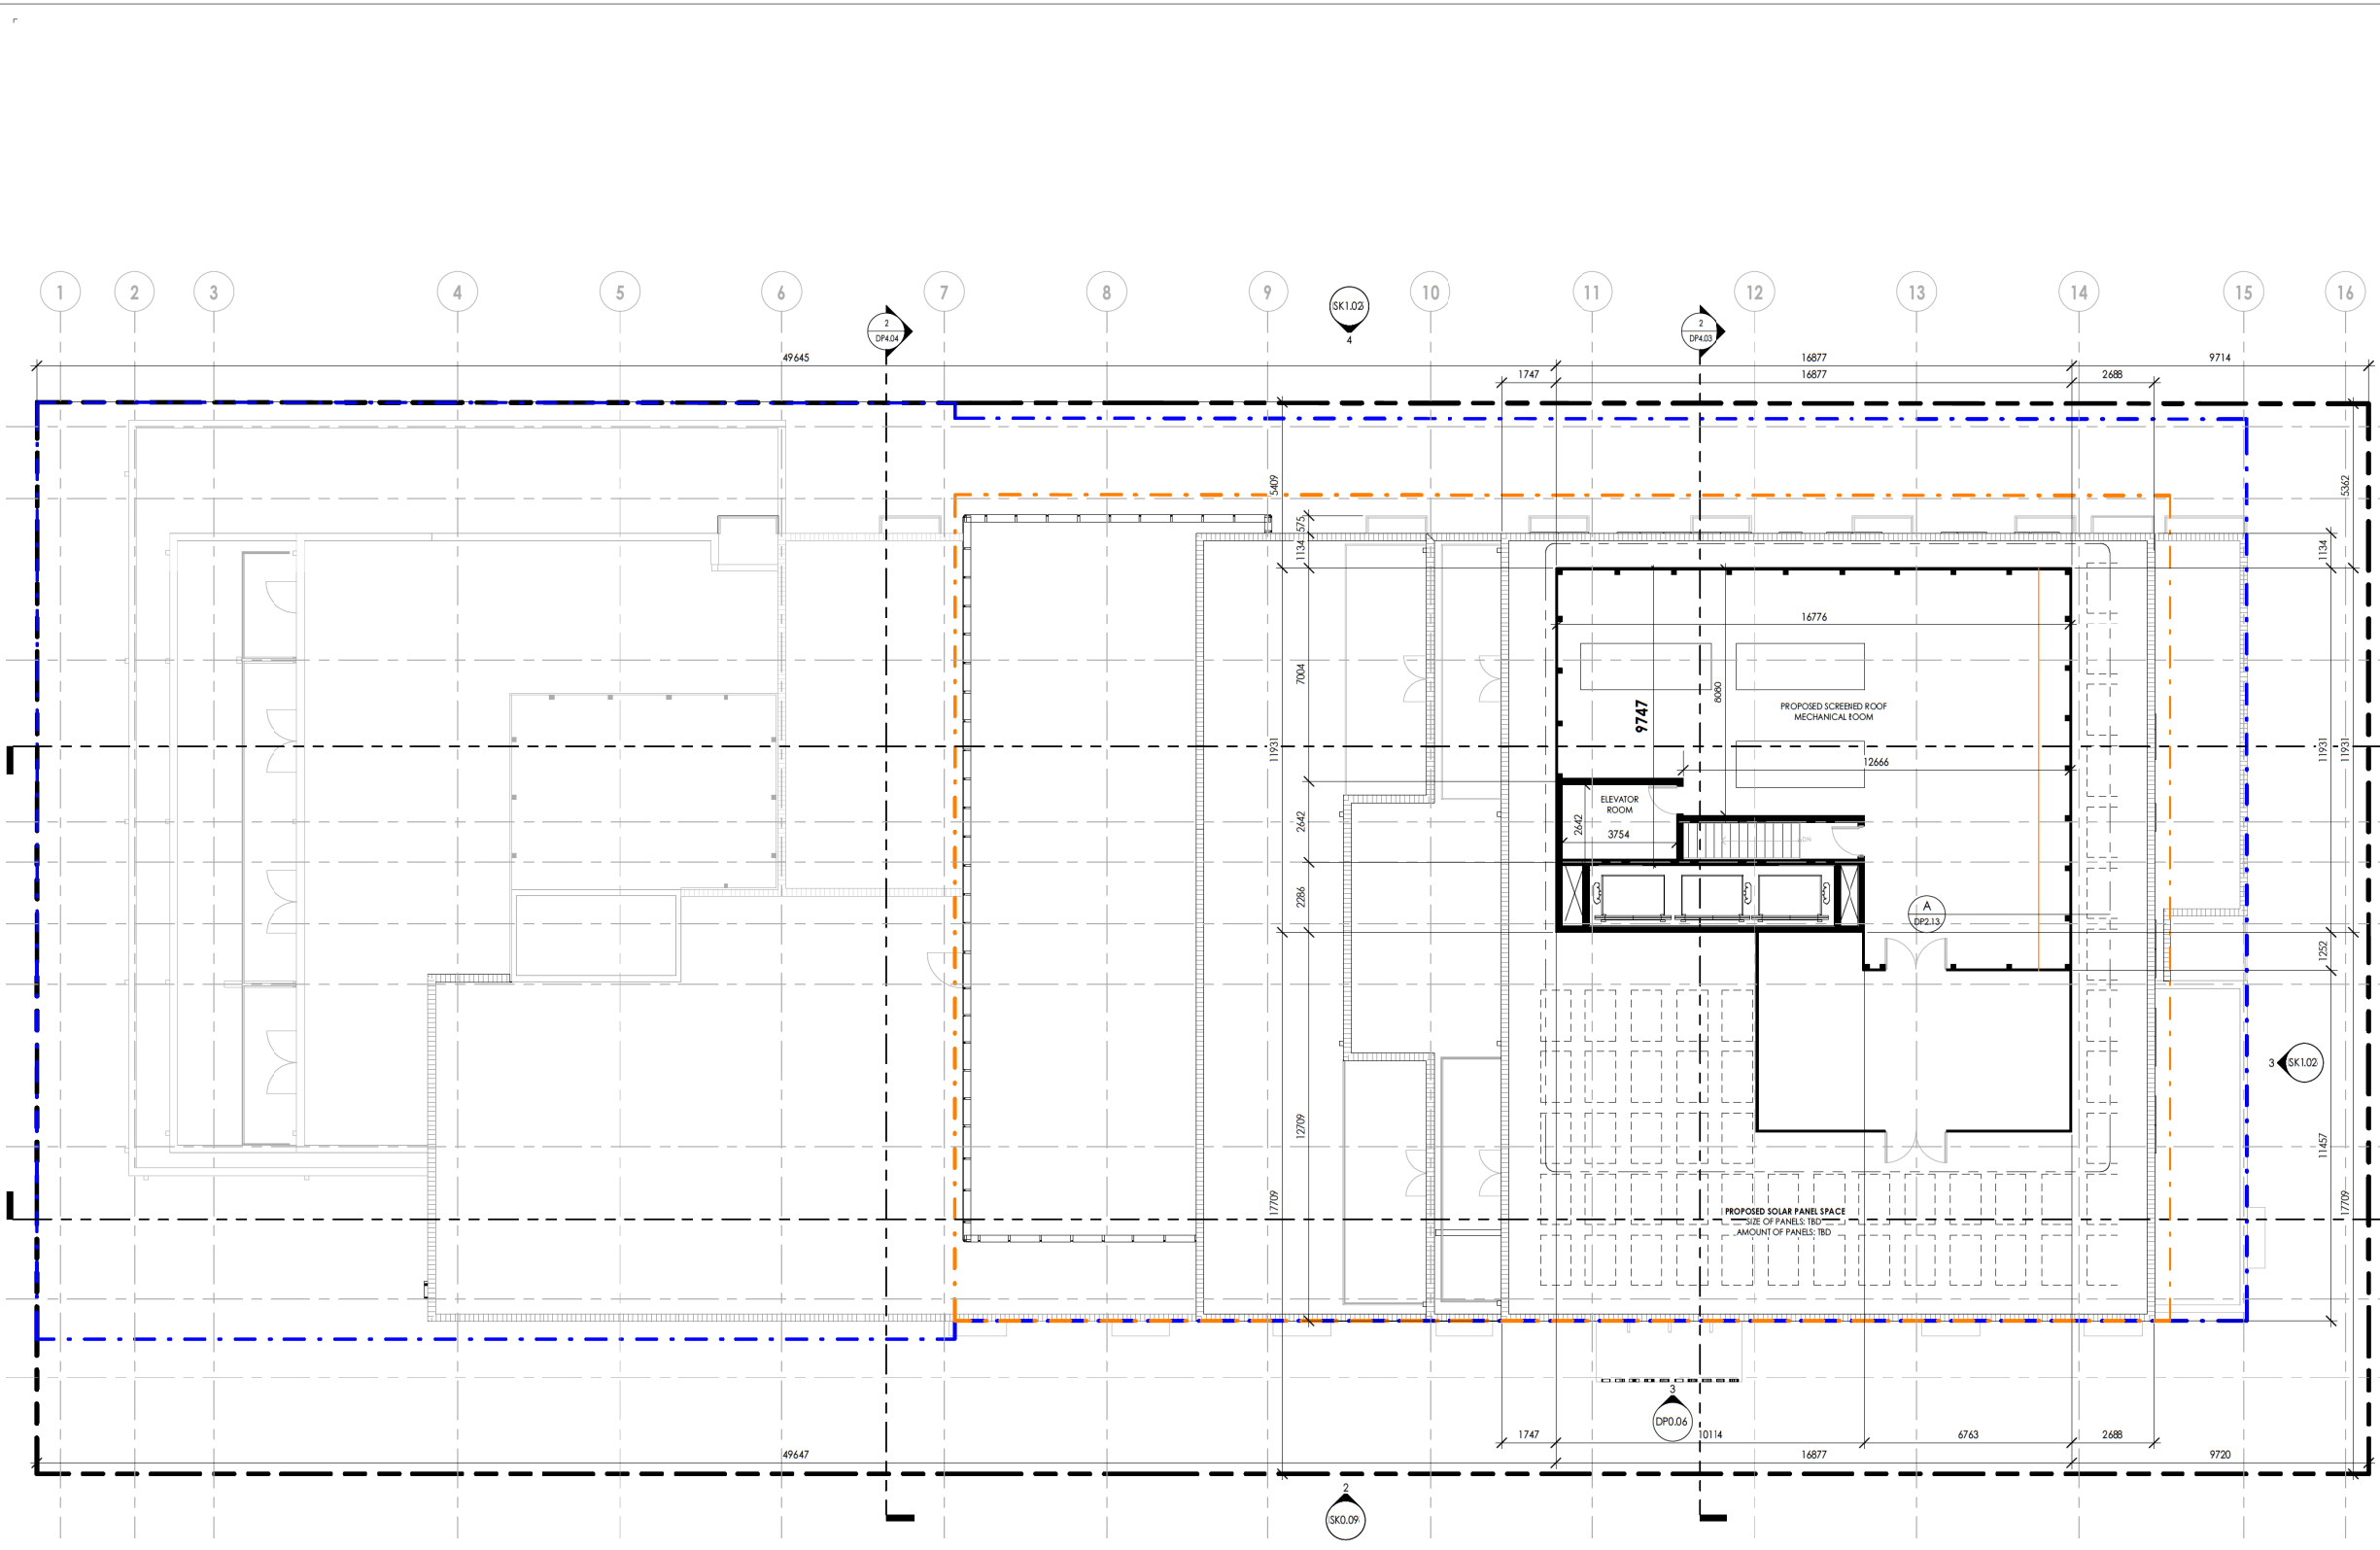 1 2 3 4 5 6 7 8 9 10 11 12 13 14 15 16
SK1.02
4
2
DP4.04
2
DP4.03
49645
16877
9714
1747
16877
2688
5409
5362
575
1134
1134
16776
7004
8080
9747
PROPOSED SCREENED ROOF
MECHANICAL ROOM
11931
11931
11931
12666
ELEVATOR
ROOM
2642
2642
3754
DN
2286
A
DP2.13
1252
3
SK1.02
12709
11457
17709
17709
PROPOSED SOLAR PANEL SPACE
SIZE OF PANELS: TBD
AMOUNT OF PANELS: TBD
3
DP0.06
1747
10114
6763
2688
49647
16877
9720
2
SK0.09